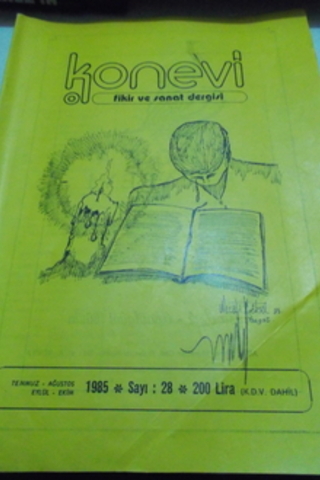 konevi
fikir ve sanat dergisi
TEMMUZ - AĞUSTOS
EYLÜL - EKİM
1985 * Sayı : 28 * 200 Lira (K.D.V. DAHİL)